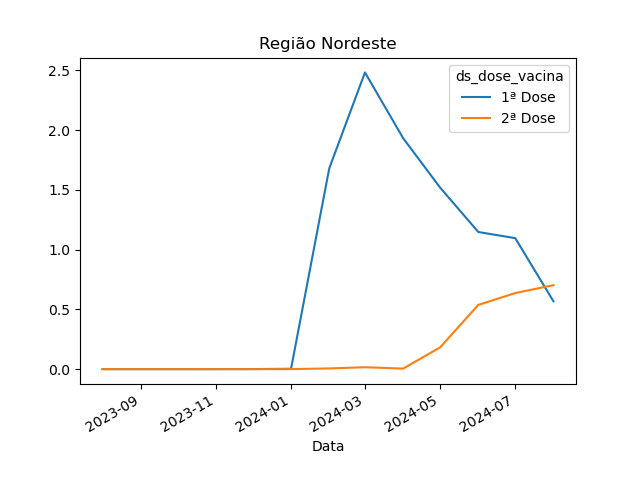 Região Nordeste
ds_dose_vacina
1ª Dose
2ª Dose
2.5
2.0
1.5
1.0
0.5
0.0
2023-09
2023-11
2024-01
2024-03
2024-05
2024-07
Data